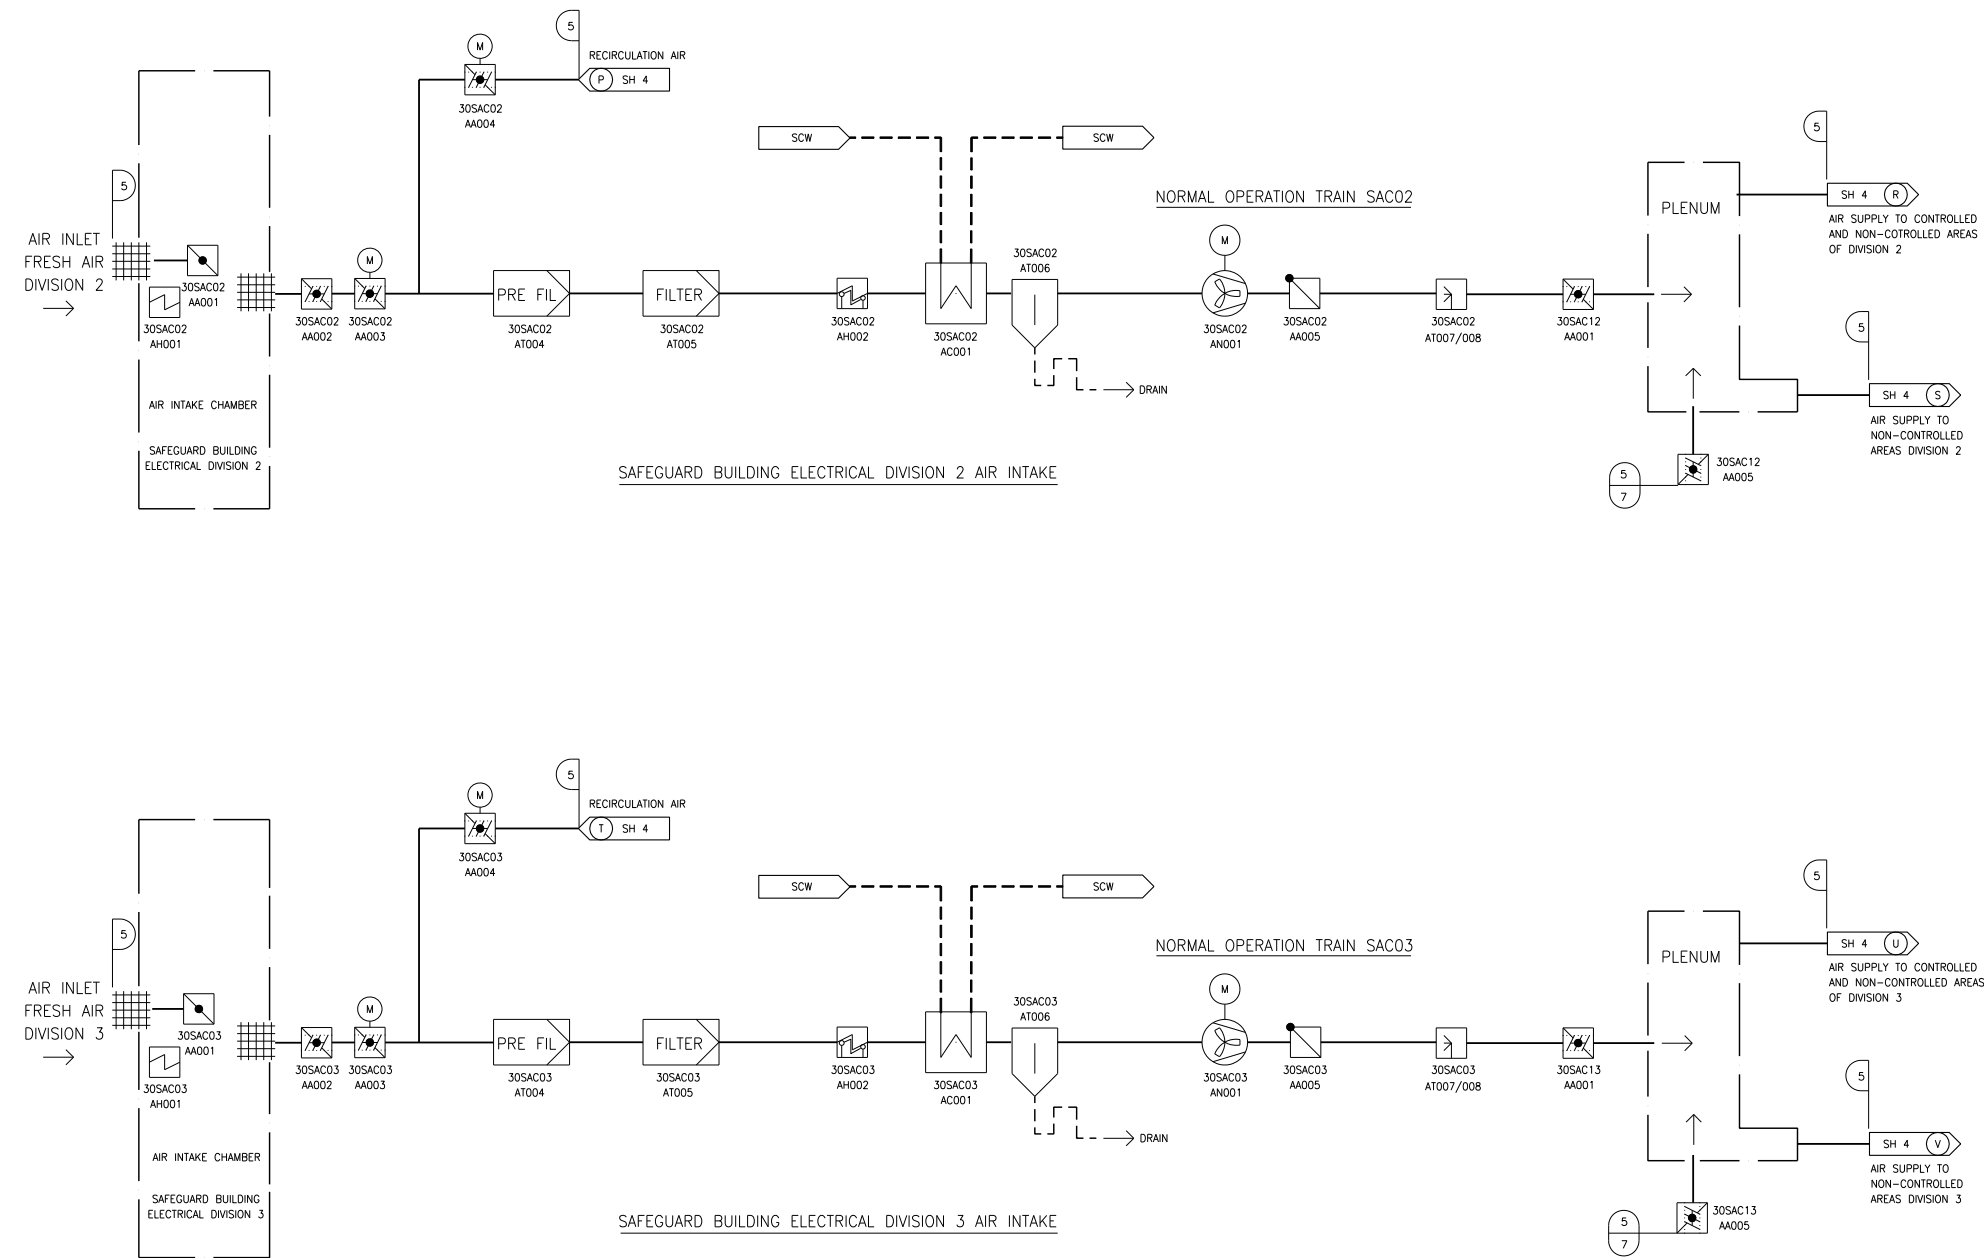 5
M
RECIRCULATION AIR
P SH 4
30SAC02
AA004
SCW
SCW
5
NORMAL OPERATION TRAIN SAC02
PLENUM
SH 4 R
AIR SUPPLY TO CONTROLLED
AND NON-COTROLLED AREAS
OF DIVISION 2
5
AIR INLET
FRESH AIR
DIVISION 2
30SAC02
AA001
30SAC02
AH001
30SAC02
AA002
M
30SAC02
AA003
PRE FIL
30SAC02
AT004
FILTER
30SAC02
AT005
30SAC02
AH002
30SAC02
AC001
30SAC02
AT006
DRAIN
M
30SAC02
AN001
30SAC02
AA005
30SAC02
AT007/008
30SAC12
AA001
5
SH 4 S
AIR SUPPLY TO
NON-CONTROLLED
AREAS DIVISION 2
AIR INTAKE CHAMBER
SAFEGUARD BUILDING
ELECTRICAL DIVISION 2
SAFEGUARD BUILDING ELECTRICAL DIVISION 2 AIR INTAKE
5
7
30SAC12
AA005
5
M
RECIRCULATION AIR
T SH 4
30SAC03
AA004
SCW
SCW
5
NORMAL OPERATION TRAIN SAC03
PLENUM
SH 4 U
AIR SUPPLY TO CONTROLLED
AND NON-CONTROLLED AREAS
OF DIVISION 3
5
AIR INLET
FRESH AIR
DIVISION 3
30SAC03
AA001
30SAC03
AH001
30SAC03
AA002
M
30SAC03
AA003
PRE FIL
30SAC03
AT004
FILTER
30SAC03
AT005
30SAC03
AH002
30SAC03
AC001
30SAC03
AT006
DRAIN
M
30SAC03
AN001
30SAC03
AA005
30SAC03
AT007/008
30SAC13
AA001
5
SH 4 V
AIR SUPPLY TO
NON-CONTROLLED
AREAS DIVISION 3
AIR INTAKE CHAMBER
SAFEGUARD BUILDING
ELECTRICAL DIVISION 3
SAFEGUARD BUILDING ELECTRICAL DIVISION 3 AIR INTAKE
5
7
30SAC13
AA005